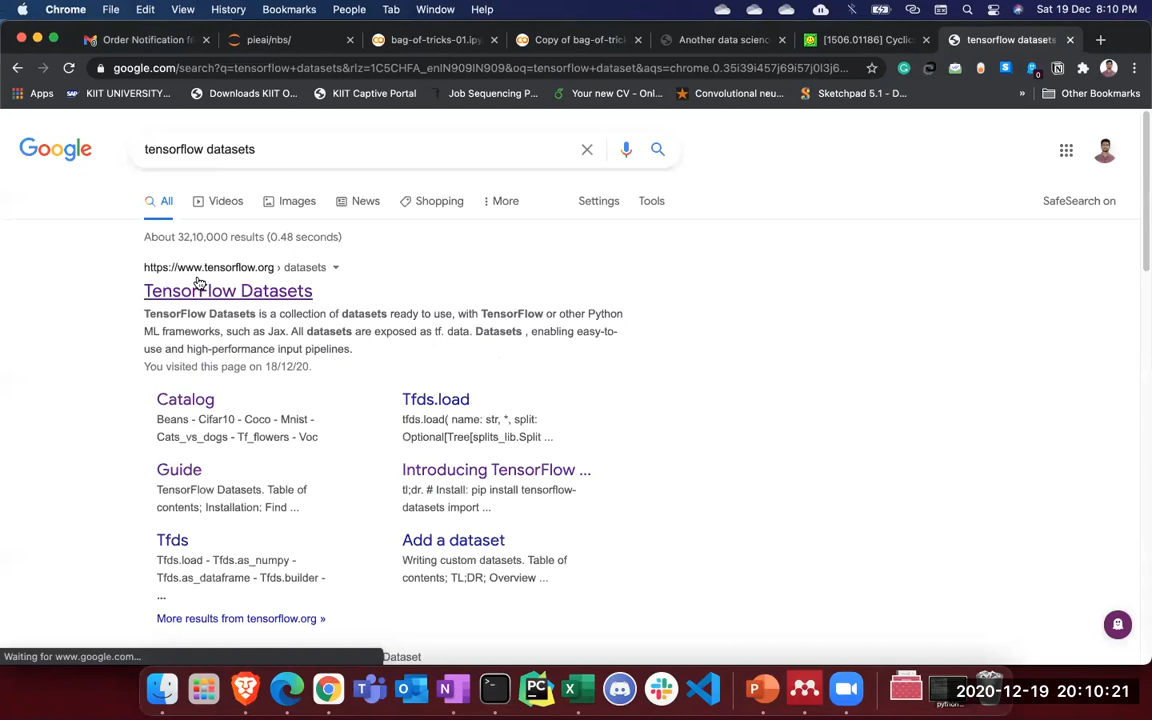 Chrome File Edit View History Bookmarks People Tab Window Help Sat 19 Dec 8:10 PM
Order Notification f
pieai/nbs/
bag-of-tricks-01.ipy
Copy of bag-of-tric
Another data scienc
[1506.01186] Cyclic
tensorflow datasets
google.com/search?q=tensorflow+datasets&rlz=1C5CHFA_enIN909IN909&oq=tensorflow+dataset&aqs=chrome.0.35i39i457j69i57j0l3j6...
Apps KIIT UNIVERSITY... Downloads KIIT O... KIIT Captive Portal Job Sequencing P... Your new CV - Onl... Convolutional neu... Sketchpad 5.1 - D... » Other Bookmarks
Google
tensorflow datasets
All Videos Images News Shopping More Settings Tools SafeSearch on
About 32,10,000 results (0.48 seconds)
https://www.tensorflow.org › datasets
TensorFlow Datasets
TensorFlow Datasets is a collection of datasets ready to use, with TensorFlow or other Python
ML frameworks, such as Jax. All datasets are exposed as tf. data. Datasets , enabling easy-to-
use and high-performance input pipelines.
You visited this page on 18/12/20.
Catalog
Beans - Cifar10 - Coco - Mnist -
Cats_vs_dogs - Tf_flowers - Voc
Tfds.load
tfds.load( name: str, *, split:
Optional[Tree[splits_lib.Split ...
Guide
TensorFlow Datasets. Table of
contents; Installation; Find ...
Introducing TensorFlow ...
tl;dr. # Install: pip install tensorflow-
datasets import ...
Tfds
Tfds.load - Tfds.as_numpy -
Tfds.as_dataframe - Tfds.builder -
...
Add a dataset
Writing custom datasets. Table of
contents; TL;DR; Overview ...
More results from tensorflow.org »
Waiting for www.google.com...
Dataset
python...
2020-12-19 20:10:21